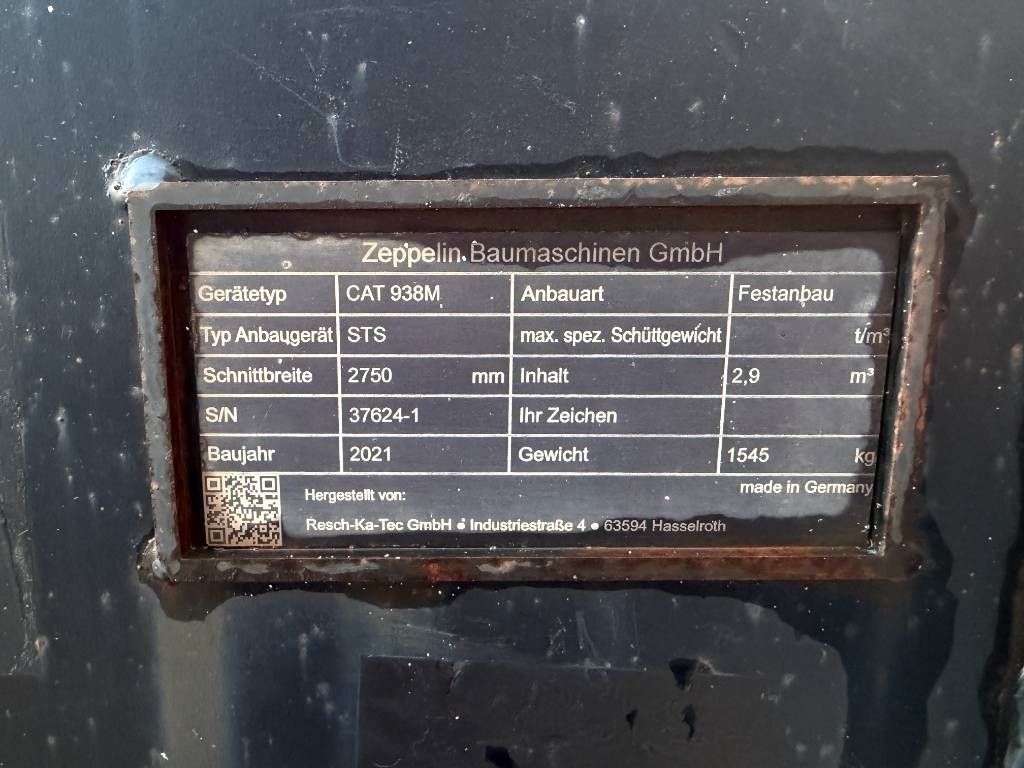 Zeppelin Baumaschinen GmbH
Gerätetyp CAT 938M Anbauart Festanbau
Typ Anbaugerät STS max. spez. Schüttgewicht t/m³
Schnittbreite 2750 mm Inhalt 2,9 m³
S/N 37624-1 Ihr Zeichen
Baujahr 2021 Gewicht 1545 kg
made in Germany
Hergestellt von:
Resch-Ka-Tec GmbH • Industriestraße 4 • 63594 Hasselroth